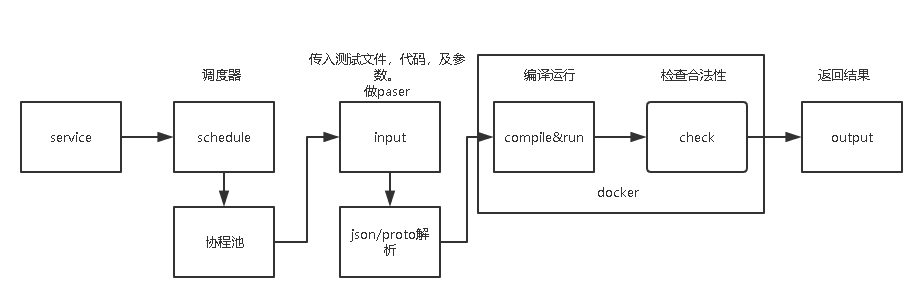 传入测试文件，代码，及参
数。
做paser
调度器
编译运行
检查合法性
返回结果
service
schedule
input
compile&run
check
output
docker
协程池
json/proto解
析